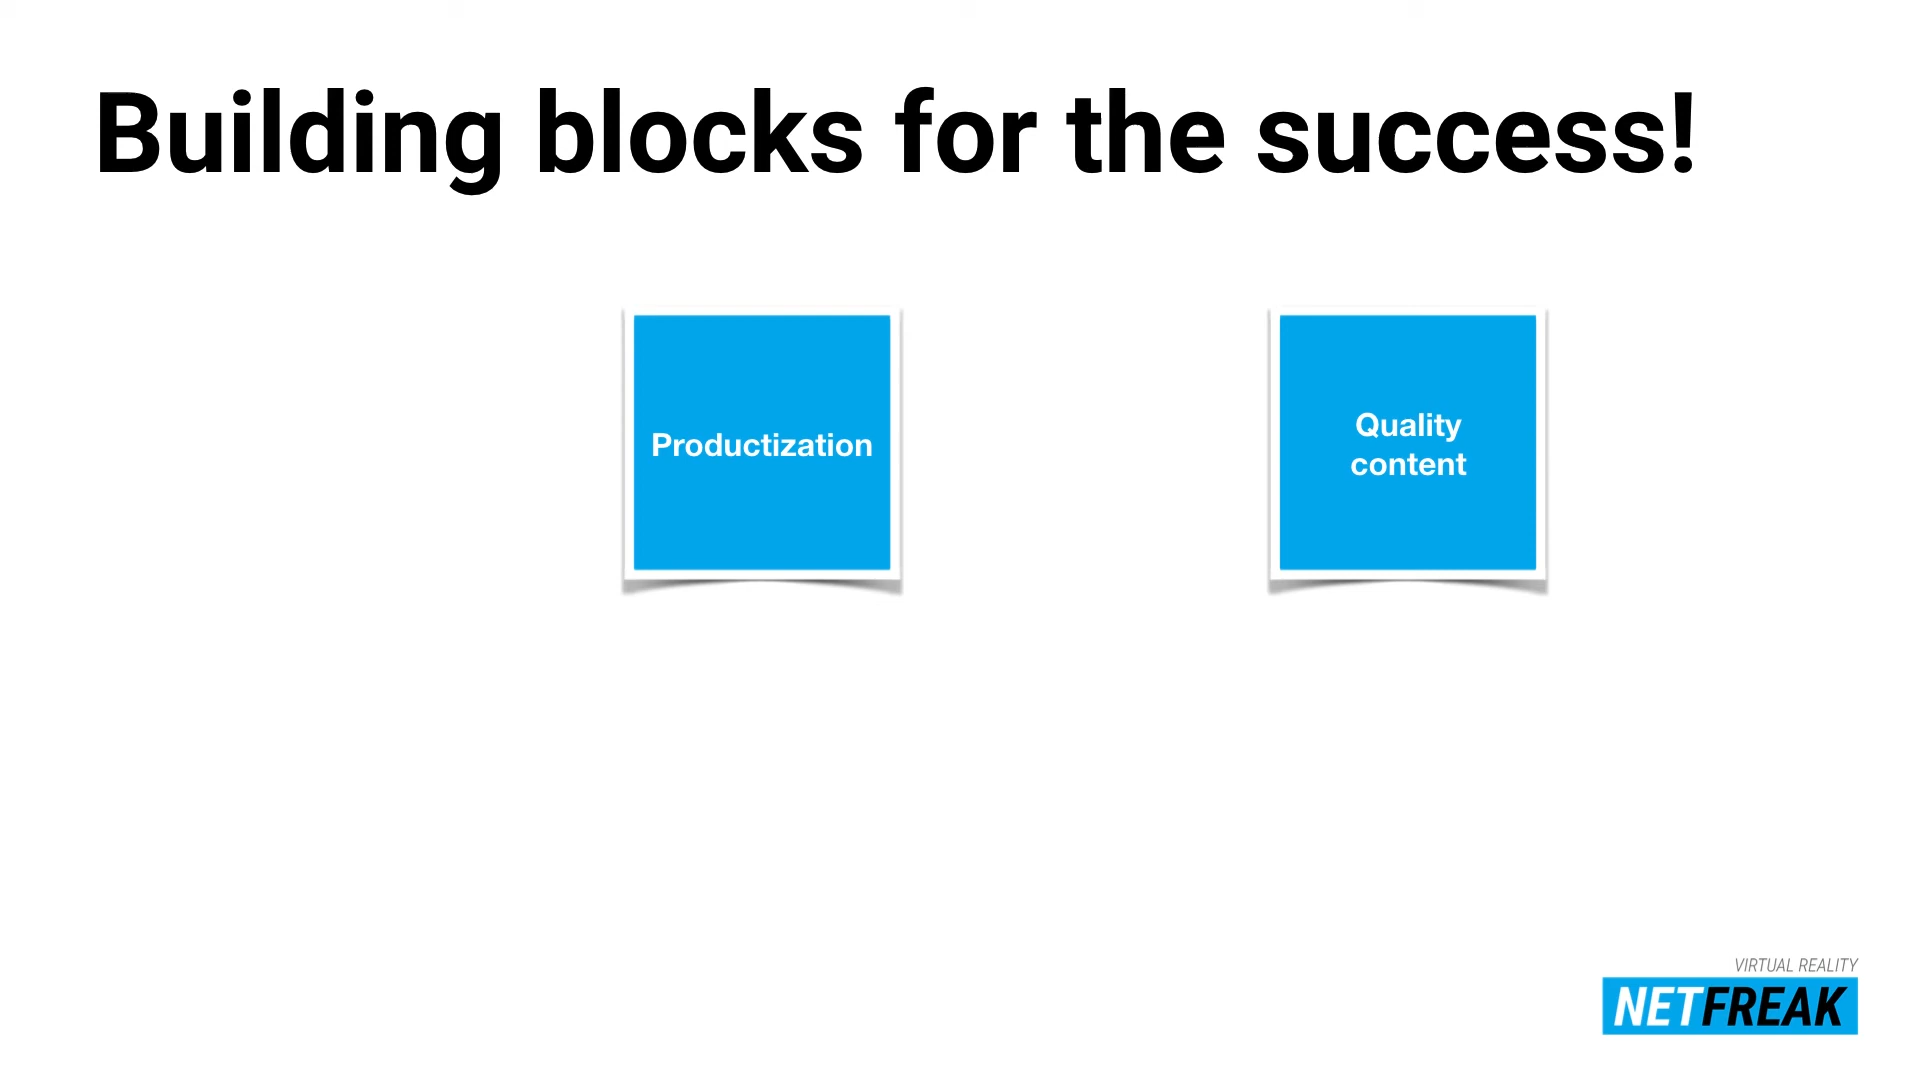 Building blocks for the success!
Productization
Quality
content
VIRTUAL REALITY
NETFREAK